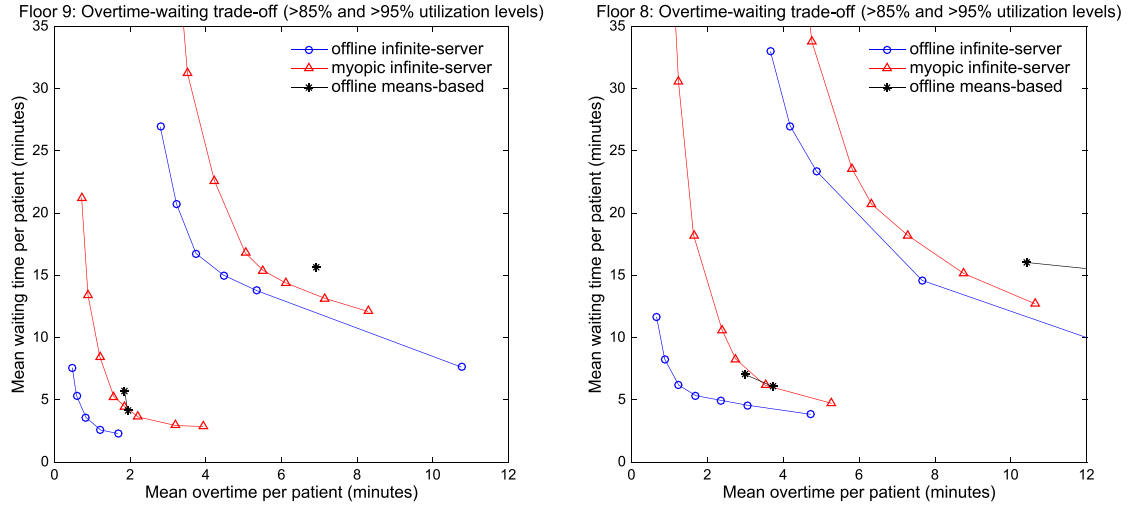 Floor 9: Overtime-waiting trade-off (>85% and >95% utilization levels)
35
30
25
20
15
10
5
0
Mean waiting time per patient (minutes)
offline infinite-server
myopic infinite-server
offline means-based
0 2 4 6 8 10 12
Mean overtime per patient (minutes)
Floor 8: Overtime-waiting trade-off (>85% and >95% utilization levels)
35
30
25
20
15
10
5
0
Mean waiting time per patient (minutes)
offline infinite-server
myopic infinite-server
offline means-based
0 2 4 6 8 10 12
Mean overtime per patient (minutes)